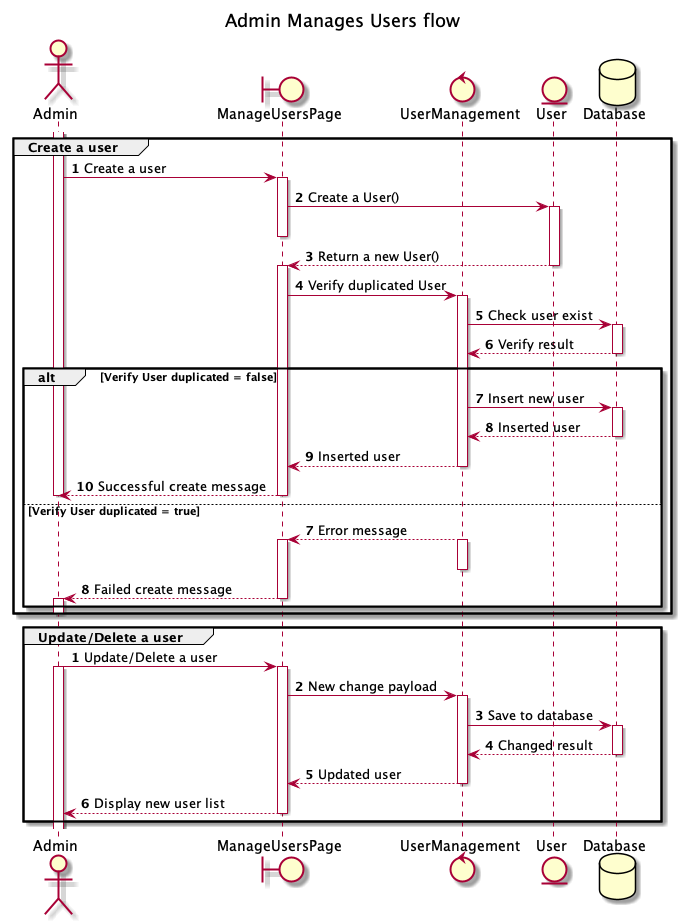 Admin Manages Users flow
Admin ManageUsersPage UserManagement User Database
Create a user
1 Create a user
2 Create a User()
3 Return a new User()
4 Verify duplicated User
5 Check user exist
6 Verify result
alt [Verify User duplicated = false]
7 Insert new user
8 Inserted user
9 Inserted user
10 Successful create message
[Verify User duplicated = true]
7 Error message
8 Failed create message
Update/Delete a user
1 Update/Delete a user
2 New change payload
3 Save to database
4 Changed result
5 Updated user
6 Display new user list
Admin ManageUsersPage UserManagement User Database